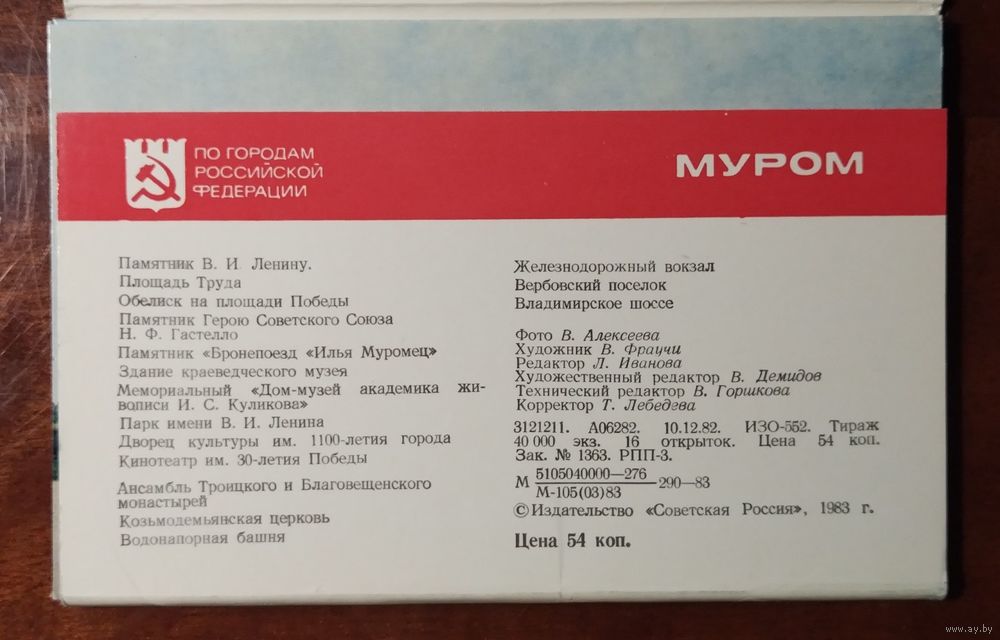 ПО ГОРОДАМ
РОССИЙСКОЙ
ФЕДЕРАЦИИ
МУРОМ
Памятник В. И. Ленину.
Площадь Труда
Обелиск на площади Победы
Памятник Герою Советского Союза
Н. Ф. Гастелло
Памятник «Бронепоезд «Илья Муромец»
Здание краеведческого музея
Мемориальный «Дом-музей академика жи-
вописи И. С. Куликова»
Парк имени В. И. Ленина
Дворец культуры им. 1100-летия города
Кинотеатр им. 30-летия Победы
Ансамбль Троицкого и Благовещенского
монастырей
Козьмодемьянская церковь
Водонапорная башня
Железнодорожный вокзал
Вербовский поселок
Владимирское шоссе
Фото В. Алексеева
Художник В. Фраучи
Редактор Л. Иванова
Художественный редактор В. Демидов
Технический редактор В. Горшкова
Корректор Т. Лебедева
3121211. А06282. 10.12.82. ИЗО-552. Тираж
40 000 экз. 16 открыток. Цена 54 коп.
Зак. № 1363. РПП-3.
М 5105040000—276
М-105(03)83 290—83
© Издательство «Советская Россия», 1983 г.
Цена 54 коп.
www.ay.by